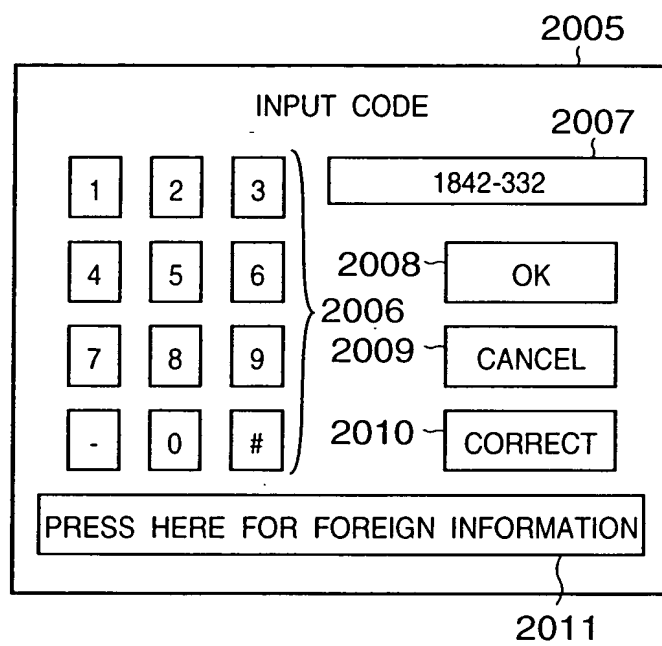 2005
INPUT CODE
2007
1 2 3
1842-332
4 5 6
2008
OK
2006
7 8 9
2009
CANCEL
- 0 #
2010
CORRECT
PRESS HERE FOR FOREIGN INFORMATION
2011